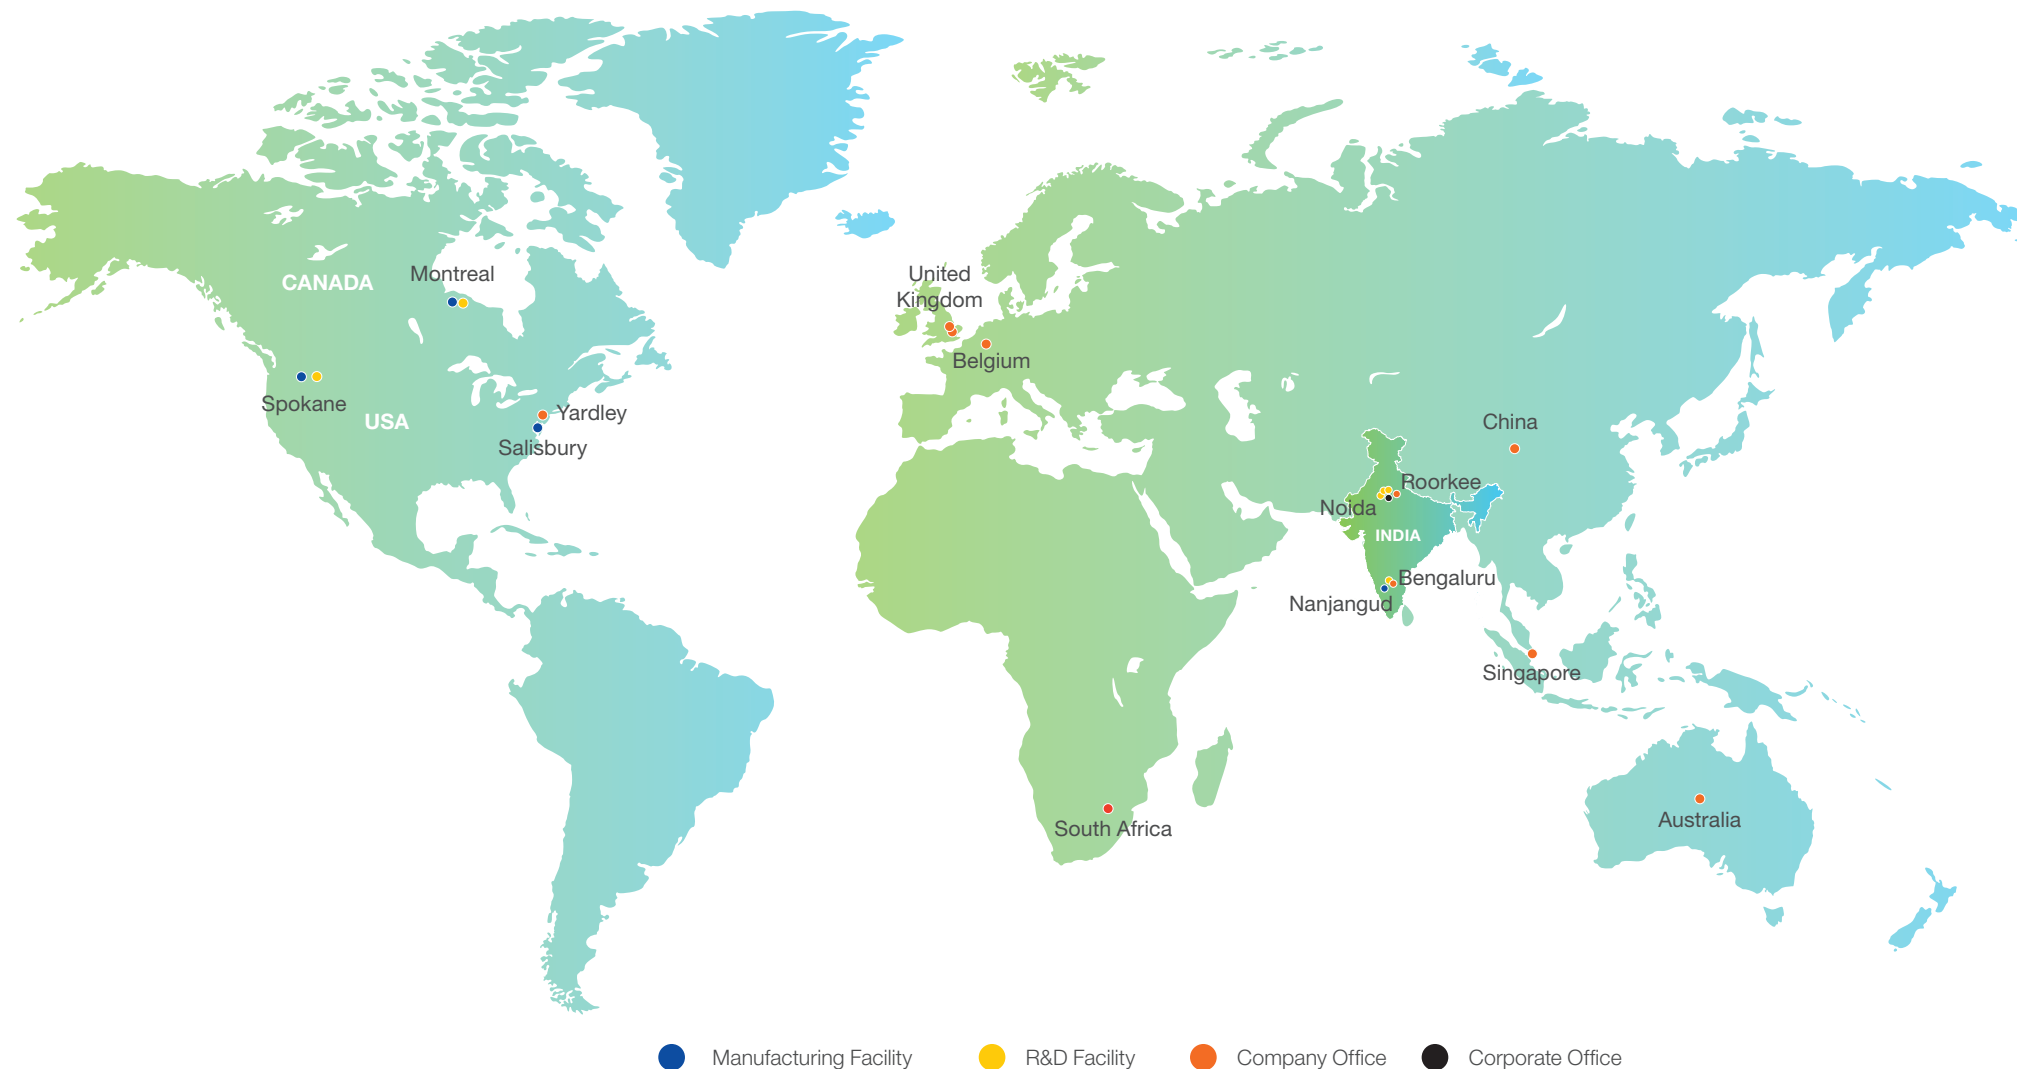 CANADA
Montreal
Spokane
USA
Yardley
Salisbury
United
Kingdom
Belgium
China
Roorkee
Noida
INDIA
Bengaluru
Nanjangud
Singapore
South Africa
Australia
Manufacturing Facility
R&D Facility
Company Office
Corporate Office